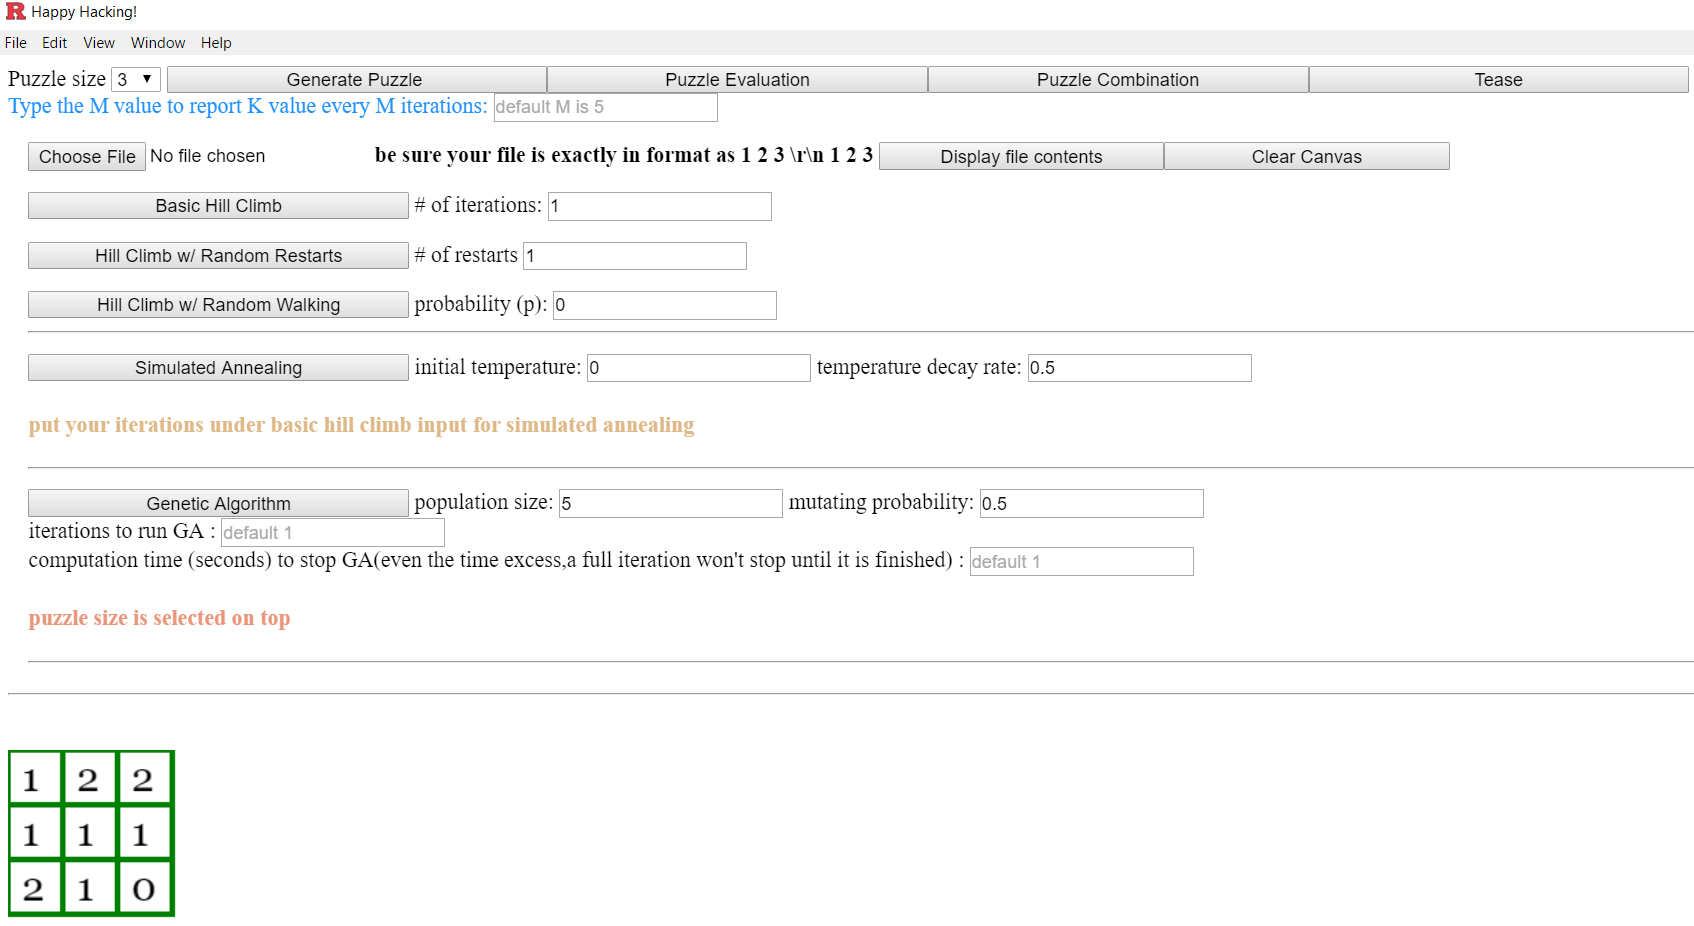 R Happy Hacking!
File Edit View Window Help
Puzzle size 3 Generate Puzzle Puzzle Evaluation Puzzle Combination Tease
Type the M value to report K value every M iterations: default M is 5
Choose File No file chosen be sure your file is exactly in format as 1 2 3 \r\n 1 2 3 Display file contents Clear Canvas
Basic Hill Climb # of iterations: 1
Hill Climb w/ Random Restarts # of restarts 1
Hill Climb w/ Random Walking probability (p): 0
Simulated Annealing initial temperature: 0 temperature decay rate: 0.5
put your iterations under basic hill climb input for simulated annealing
Genetic Algorithm population size: 5 mutating probability: 0.5
iterations to run GA : default 1
computation time (seconds) to stop GA(even the time excess,a full iteration won't stop until it is finished) : default 1
puzzle size is selected on top
1 2 2
1 1 1
2 1 0